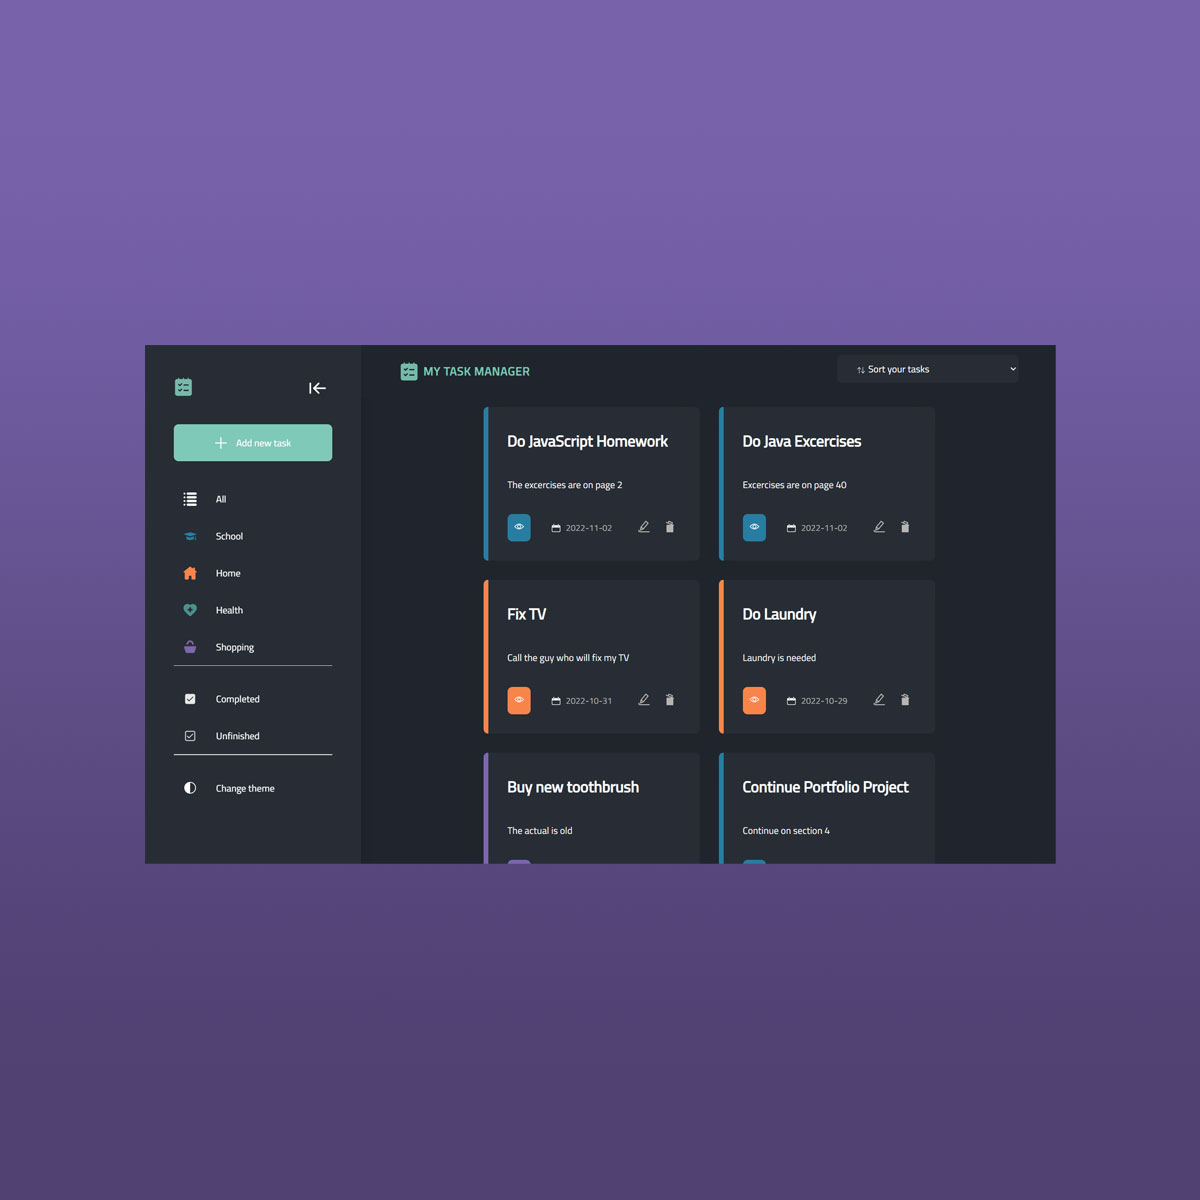 MY TASK MANAGER
Sort your tasks
Add new task
All
School
Home
Health
Shopping
Completed
Unfinished
Change theme
Do JavaScript Homework
The excercises are on page 2
2022-11-02
Do Java Excercises
Excercises are on page 40
2022-11-02
Fix TV
Call the guy who will fix my TV
2022-10-31
Do Laundry
Laundry is needed
2022-10-29
Buy new toothbrush
The actual is old
Continue Portfolio Project
Continue on section 4